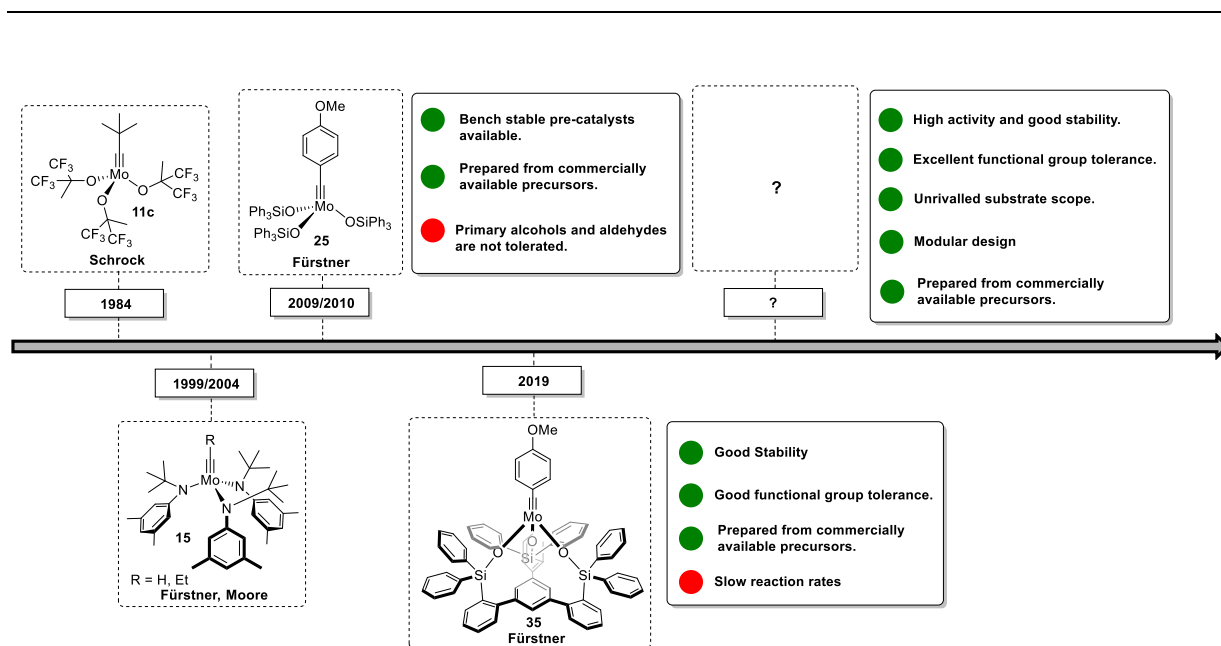 CF3
CF3
O
Mo
O
CF3
CF3
O
11c
CF3
CF3
Schrock
1984
OMe
Mo
Ph3SiO
Ph3SiO
OSiPh3
25
Fürstner
2009/2010
Bench stable pre-catalysts
available.
Prepared from commercially
available precursors.
Primary alcohols and aldehydes
are not tolerated.
?
?
High activity and good stability.
Excellent functional group tolerance.
Unrivalled substrate scope.
Modular design
Prepared from commercially
available precursors.
1999/2004
R
Mo
N
N
N
15
R = H, Et
Fürstner, Moore
2019
OMe
Mo
O
O
O
Si
Si
Si
35
Fürstner
Good Stability
Good functional group tolerance.
Prepared from commercially
available precursors.
Slow reaction rates